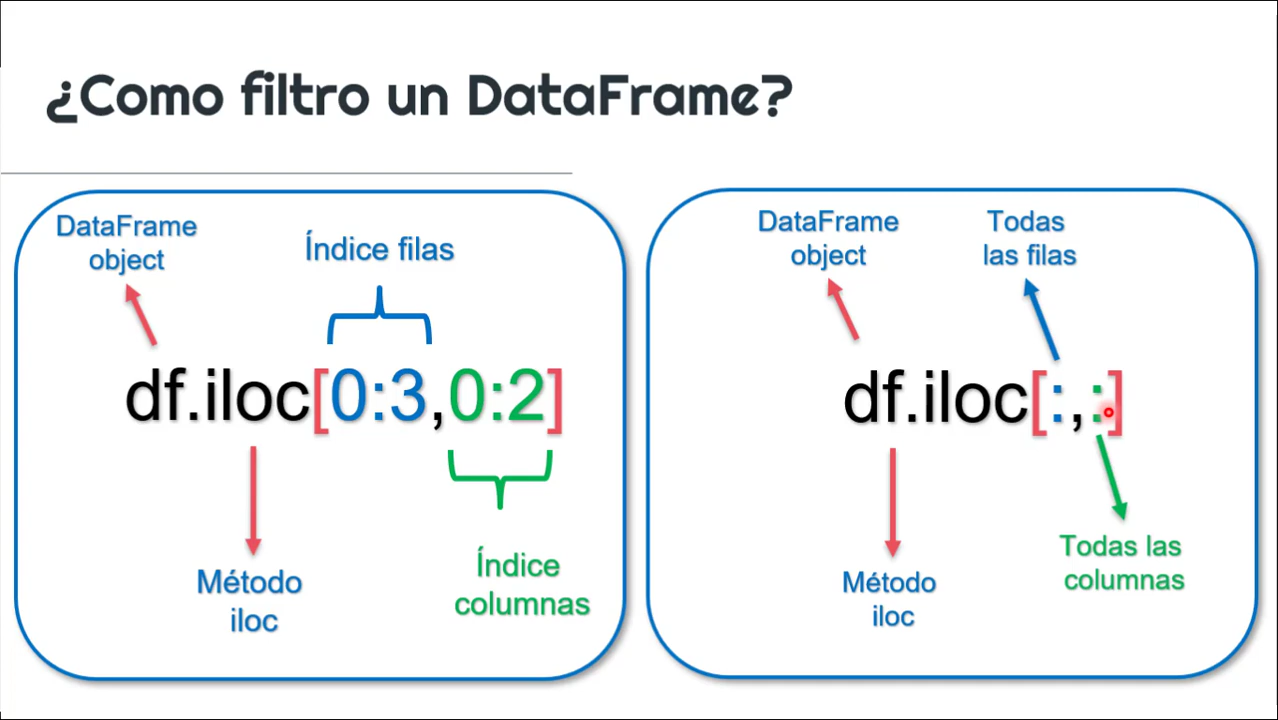 ¿Como filtro un DataFrame?
DataFrame
object
Índice filas
df.iloc[0:3,0:2]
Método
iloc
Índice
columnas
DataFrame
object
Todas
las filas
df.iloc[:,:]
Método
iloc
Todas las
columnas